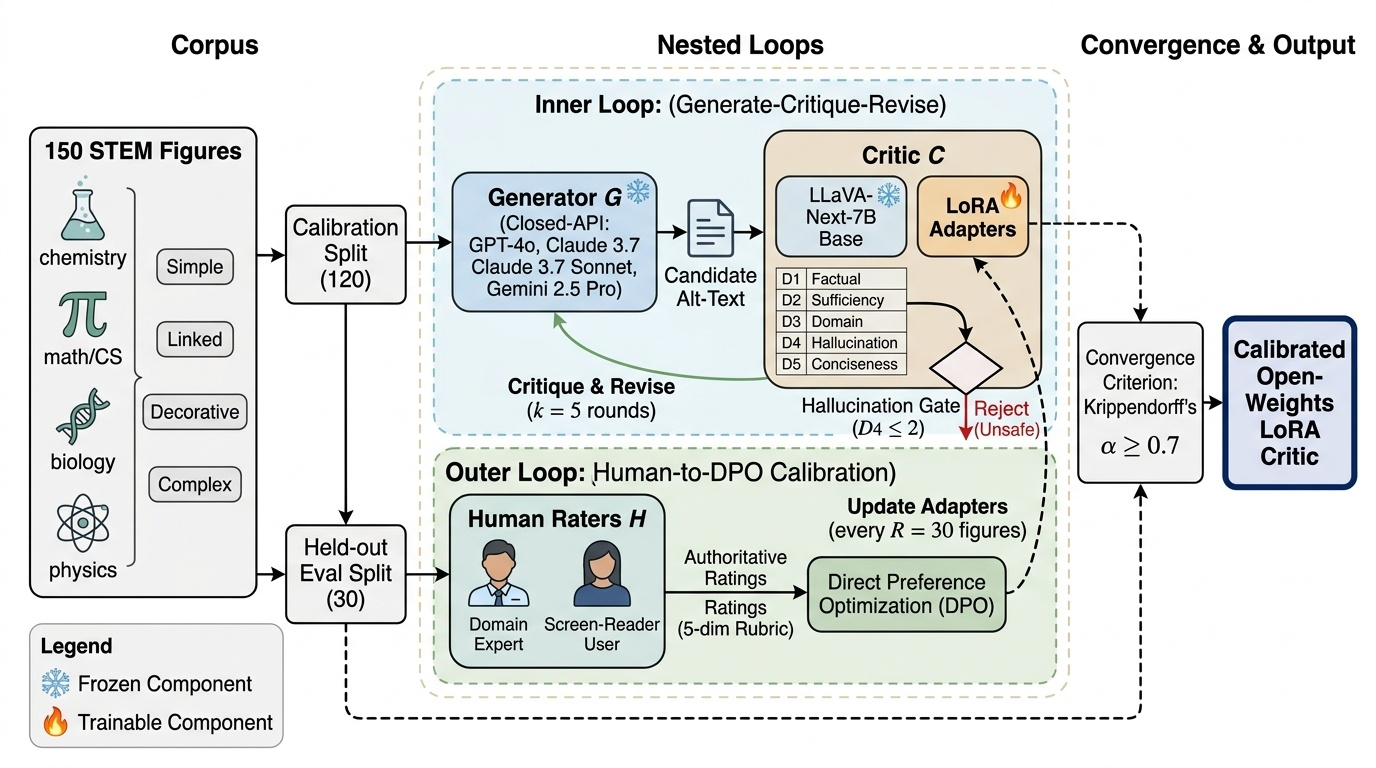 Corpus
Nested Loops
Convergence & Output
150 STEM Figures
chemistry
math/CS
biology
physics
Simple
Linked
Decorative
Complex
Calibration
Split
(120)
Held-out
Eval Split
(30)
Inner Loop: (Generate-Critique-Revise)
Generator G
(Closed-API:
GPT-4o, Claude 3.7
Claude 3.7 Sonnet,
Gemini 2.5 Pro)
Candidate
Alt-Text
Critic C
LLaVA-
Next-7B
Base
LoRA
Adapters
D1 Factual
D2 Sufficiency
D3 Domain
D4 Hallucination
D5 Conciseness
Critique & Revise
(k = 5 rounds)
Hallucination Gate
(D4 ≤ 2)
Reject
(Unsafe)
Outer Loop: (Human-to-DPO Calibration)
Human Raters H
Domain
Expert
Screen-Reader
User
Authoritative
Ratings
Ratings
(5-dim Rubric)
Update Adapters
(every R = 30 figures)
Direct Preference
Optimization (DPO)
Convergence
Criterion:
Krippendorff's
α ≥ 0.7
Calibrated
Open-
Weights
LoRA
Critic
Legend
Frozen Component
Trainable Component